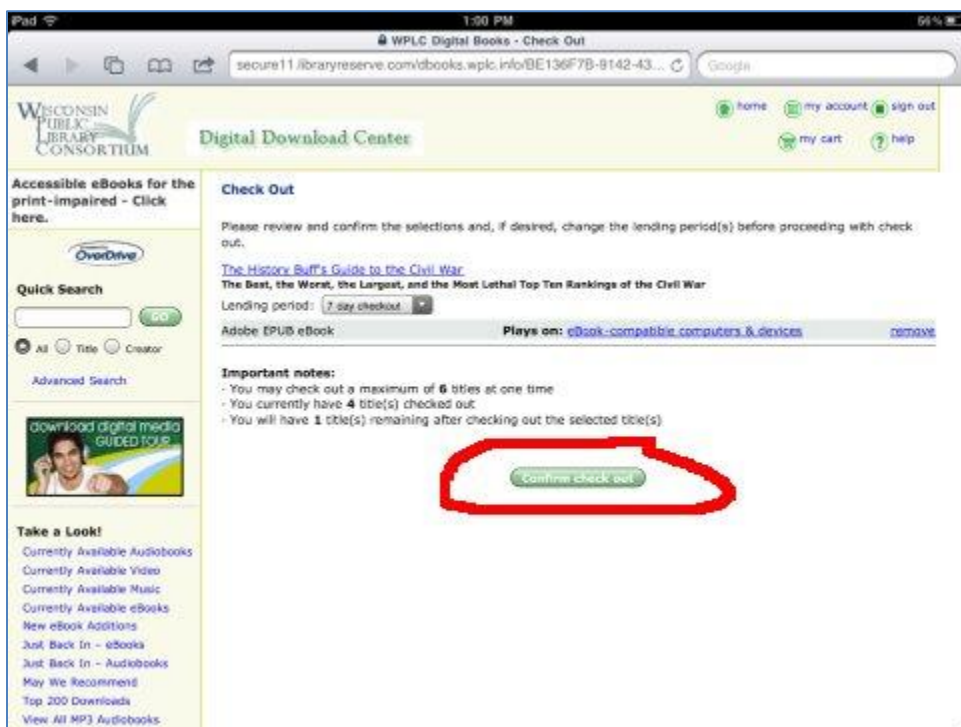 iPad 1:00 PM 66%
WPLC Digital Books - Check Out
secure11.libraryreserve.com/dbooks.wplc.info/BE136F7B-9142-43... Google
WISCONSIN
PUBLIC
LIBRARY
CONSORTIUM
Digital Download Center
home my account sign out
my cart ? help
Accessible eBooks for the
print-impaired - Click
here.
OverDrive
Quick Search
GO
All Title Creator
Advanced Search
download digital media
GUIDED TOUR
Take a Look!
Currently Available Audiobooks
Currently Available Video
Currently Available Music
Currently Available eBooks
New eBook Additions
Just Back In - eBooks
Just Back In - Audiobooks
May We Recommend
Top 200 Downloads
View All MP3 Audiobooks
Check Out
Please review and confirm the selections and, if desired, change the lending period(s) before proceeding with check
out.
The History Buff's Guide to the Civil War
The Best, the Worst, the Largest, and the Most Lethal Top Ten Rankings of the Civil War
Lending period: 7 day checkout
Adobe EPUB eBook Plays on: eBook-compatible computers & devices remove
Important notes:
- You may check out a maximum of 6 titles at one time
- You currently have 4 title(s) checked out
- You will have 1 title(s) remaining after checking out the selected title(s)
Confirm check out